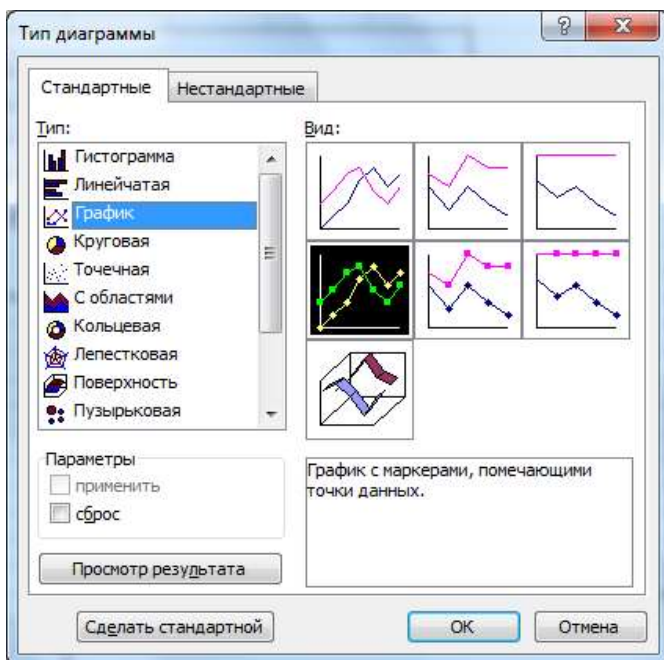 Тип диаграммы
Стандартные Нестандартные
Тип:
Вид:
Гистограмма
Линейчатая
График
Круговая
Точечная
С областями
Кольцевая
Лепестковая
Поверхность
Пузырьковая
Параметры
применить
сброс
График с маркерами, помечающими
точки данных.
Просмотр результата
Сделать стандартной
ОК
Отмена